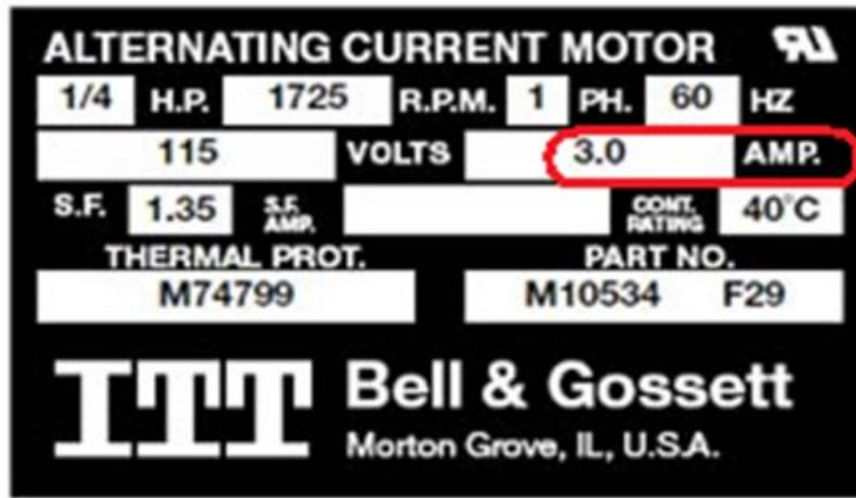 ALTERNATING CURRENT MOTOR
1/4 H.P. 1725 R.P.M. 1 PH. 60 HZ
115 VOLTS 3.0 AMP.
S.F. 1.35 S.F. AMP. CONT. RATING 40°C
THERMAL PROT. PART NO.
M74799 M10534 F29
ITT Bell & Gossett
Morton Grove, IL, U.S.A.